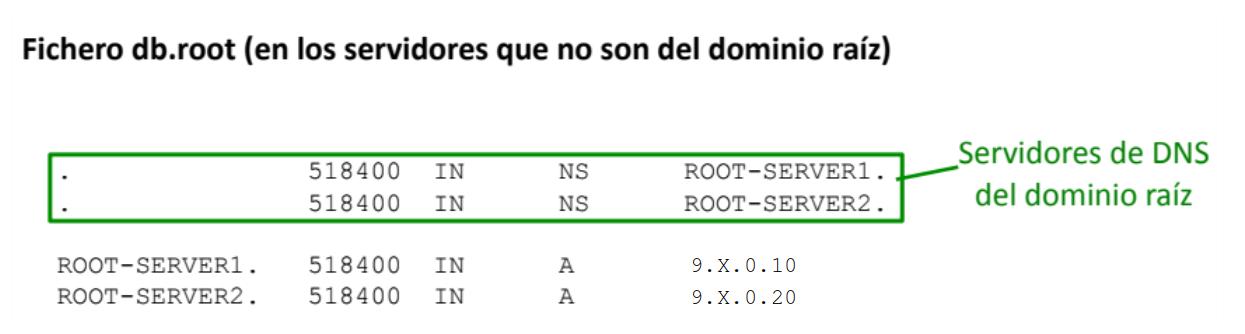 Fichero db.root (en los servidores que no son del dominio raíz)
. 518400 IN NS ROOT-SERVER1.
. 518400 IN NS ROOT-SERVER2.
Servidores de DNS
del dominio raíz
ROOT-SERVER1. 518400 IN A 9.X.0.10
ROOT-SERVER2. 518400 IN A 9.X.0.20